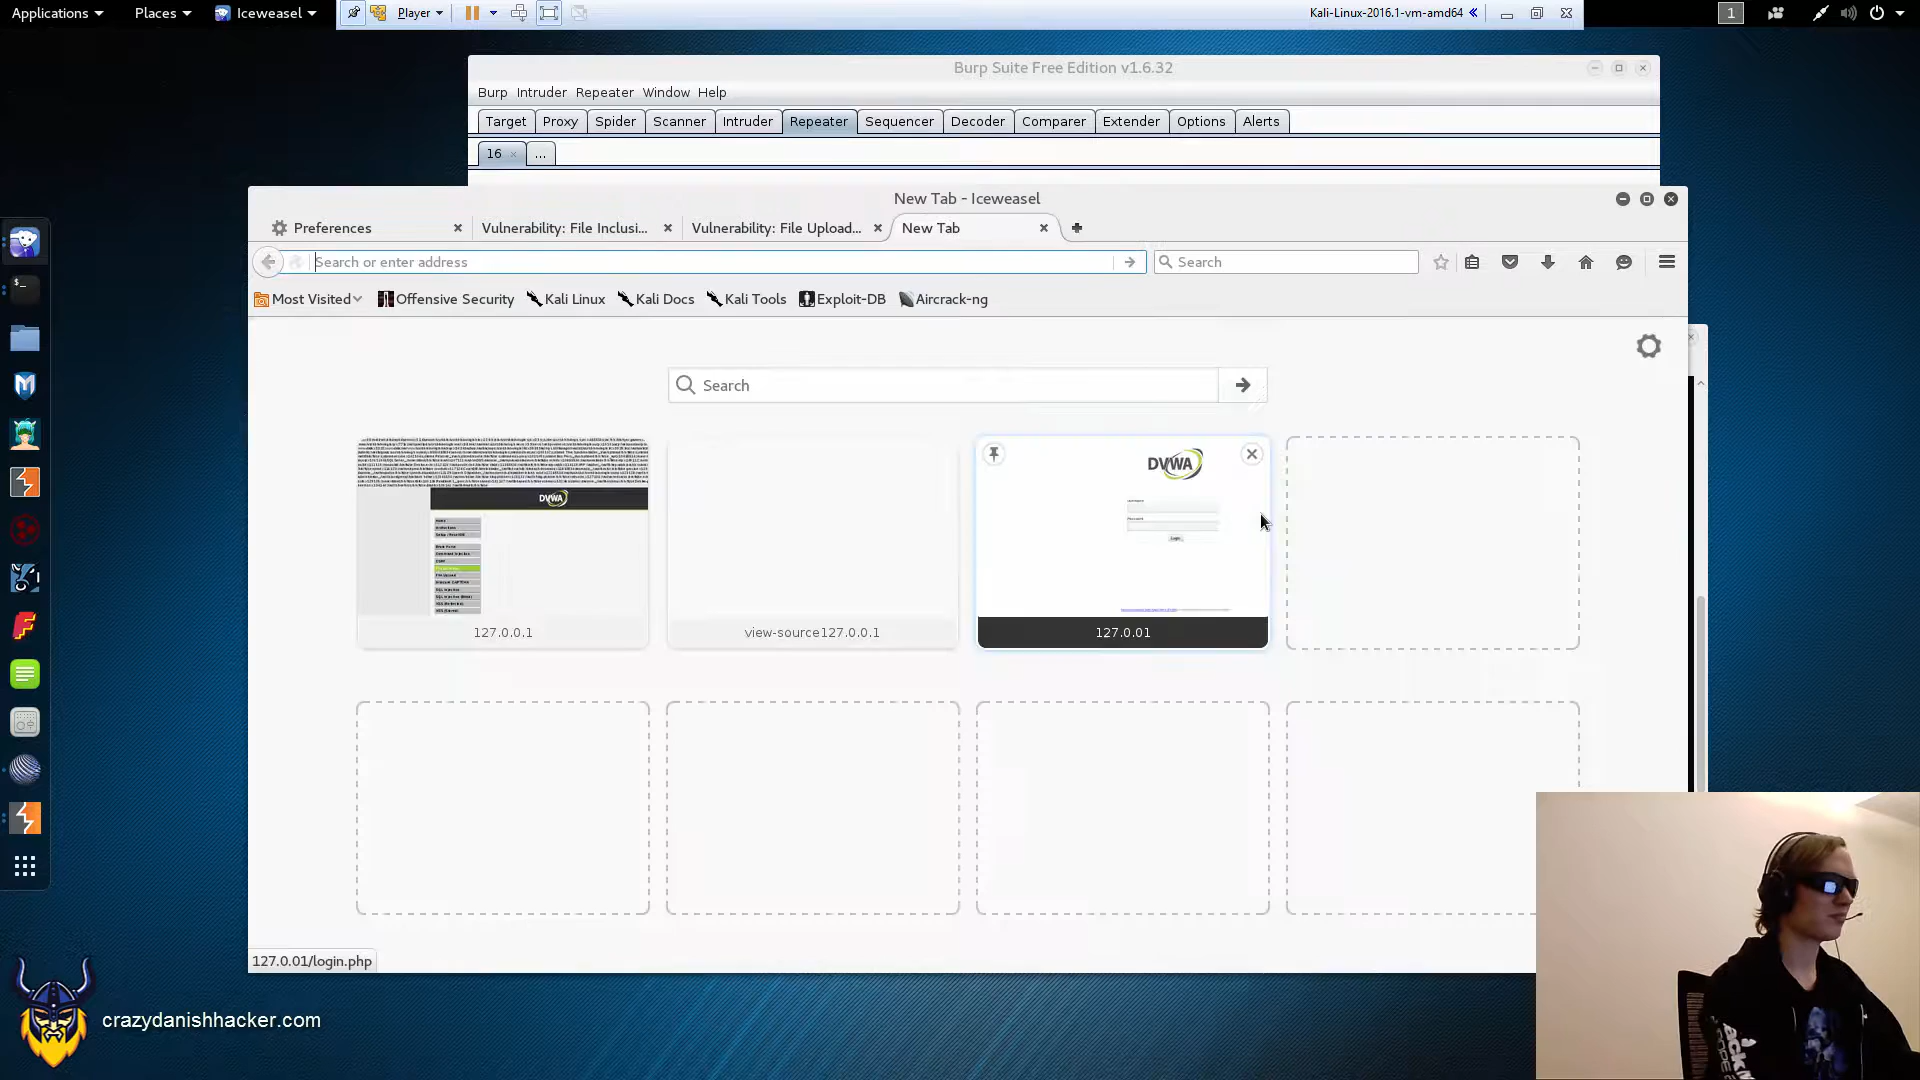 Applications Places Iceweasel Player Kali-Linux-2016.1-vm-amd64 1
Burp Suite Free Edition v1.6.32
Burp Intruder Repeater Window Help
Target Proxy Spider Scanner Intruder Repeater Sequencer Decoder Comparer Extender Options Alerts
16 × ...
New Tab - Iceweasel
Preferences Vulnerability: File Inclusi... Vulnerability: File Upload... New Tab
Search or enter address Search
Most Visited Offensive Security Kali Linux Kali Docs Kali Tools Exploit-DB Aircrack-ng
Search
DVWA
DVWA
Username
Password
Login
127.0.0.1 view-source127.0.0.1 127.0.01
127.0.01/login.php
crazydanishhacker.com